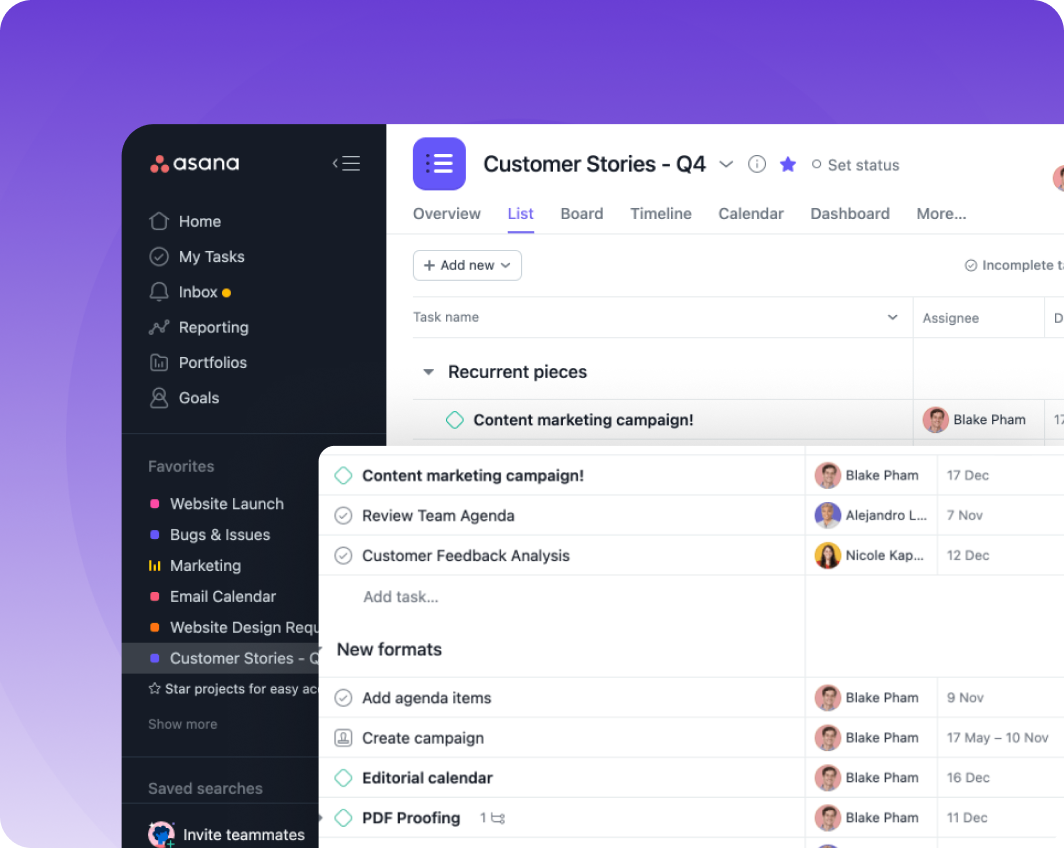 asana
Home
My Tasks
Inbox
Reporting
Portfolios
Goals
Favorites
Website Launch
Bugs & Issues
Marketing
Email Calendar
Website Design Requ
Customer Stories - Q
Star projects for easy ac
Show more
Saved searches
Invite teammates
Customer Stories - Q4 Set status
Overview List Board Timeline Calendar Dashboard More...
+ Add new Incomplete ta
Task name Assignee D
Recurrent pieces
Content marketing campaign! Blake Pham 17
Content marketing campaign! Blake Pham 17 Dec
Review Team Agenda Alejandro L... 7 Nov
Customer Feedback Analysis Nicole Kap... 12 Dec
Add task...
New formats
Add agenda items Blake Pham 9 Nov
Create campaign Blake Pham 17 May – 10 Nov
Editorial calendar Blake Pham 16 Dec
PDF Proofing 1 Blake Pham 11 Dec